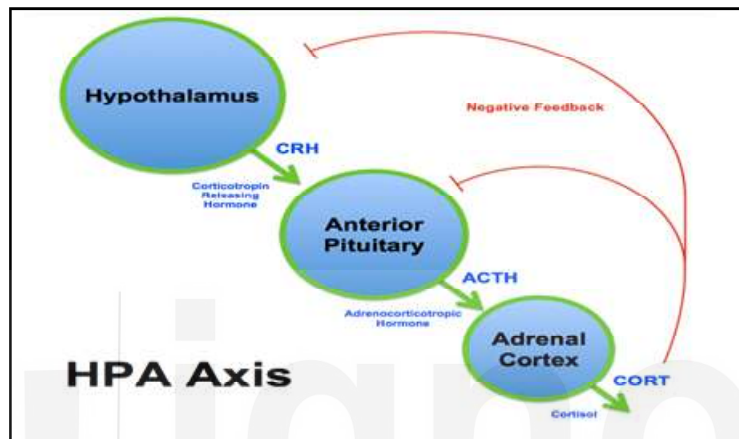 Hypothalamus
Negative Feedback
CRH
Corticotropin
Releasing
Hormone
Anterior
Pituitary
ACTH
Adrenocorticotropic
Hormone
Adrenal
Cortex
HPA Axis
CORT
Cortisol